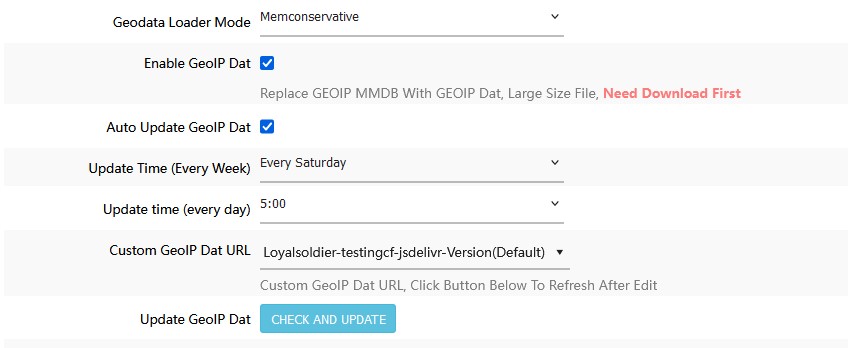 Geodata Loader Mode Memconservative
Enable GeoIP Dat
Replace GEOIP MMDB With GEOIP Dat, Large Size File, Need Download First
Auto Update GeoIP Dat
Update Time (Every Week) Every Saturday
Update time (every day) 5:00
Custom GeoIP Dat URL Loyalsoldier-testingcf-jsdelivr-Version(Default)
Custom GeoIP Dat URL, Click Button Below To Refresh After Edit
Update GeoIP Dat CHECK AND UPDATE